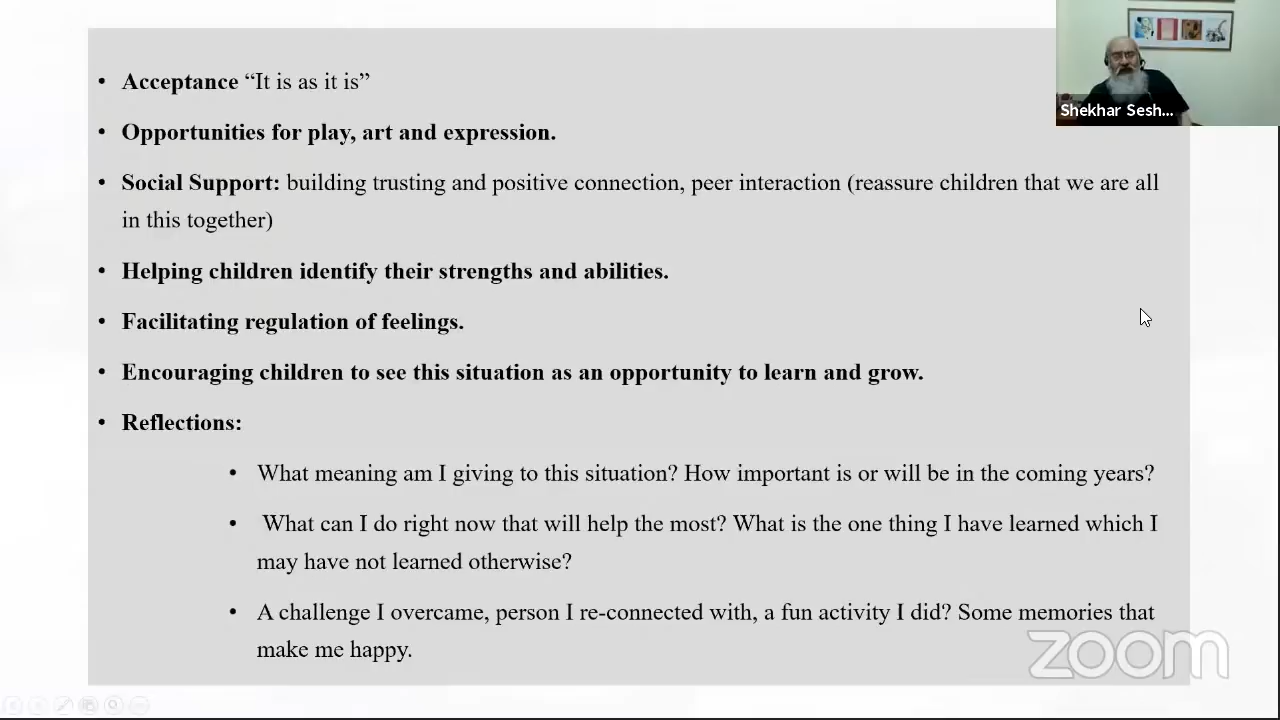 • Acceptance “It is as it is”
• Opportunities for play, art and expression.
• Social Support: building trusting and positive connection, peer interaction (reassure children that we are all
in this together)
• Helping children identify their strengths and abilities.
• Facilitating regulation of feelings.
• Encouraging children to see this situation as an opportunity to learn and grow.
• Reflections:
• What meaning am I giving to this situation? How important is or will be in the coming years?
• What can I do right now that will help the most? What is the one thing I have learned which I
may have not learned otherwise?
• A challenge I overcame, person I re-connected with, a fun activity I did? Some memories that
make me happy.
Shekhar Sesh...
zoom